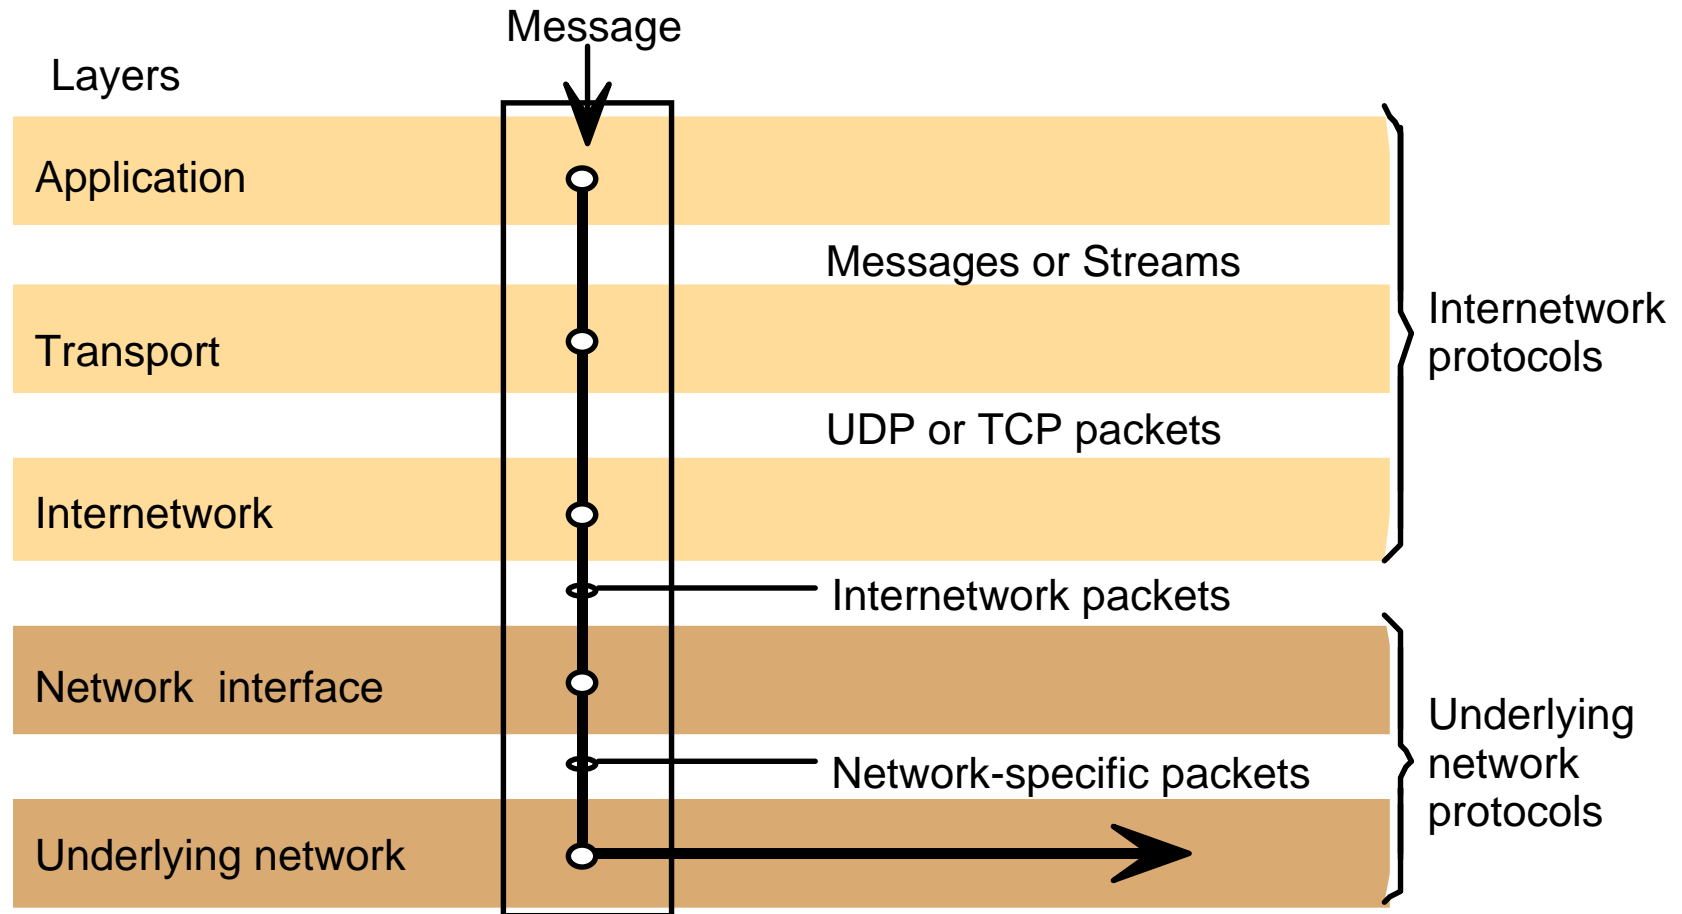 Message
Layers
Application
Messages or Streams
Transport
Internetwork
protocols
UDP or TCP packets
Internetwork
Internetwork packets
Network interface
Underlying
network
protocols
Network-specific packets
Underlying network